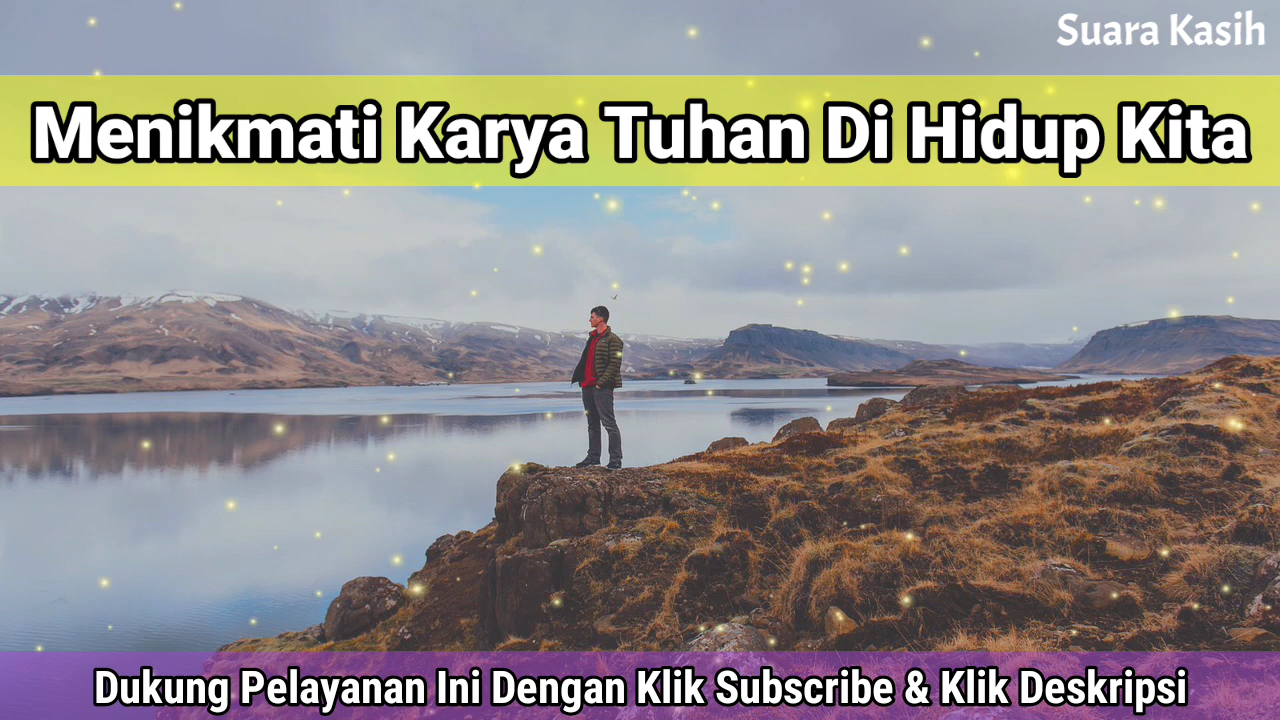 Suara Kasih
Menikmati Karya Tuhan Di Hidup Kita
Dukung Pelayanan Ini Dengan Klik Subscribe & Klik Deskripsi